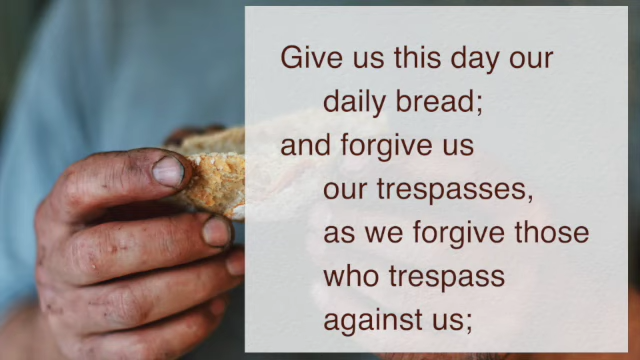 Give us this day our
daily bread;
and forgive us
our trespasses,
as we forgive those
who trespass
against us;